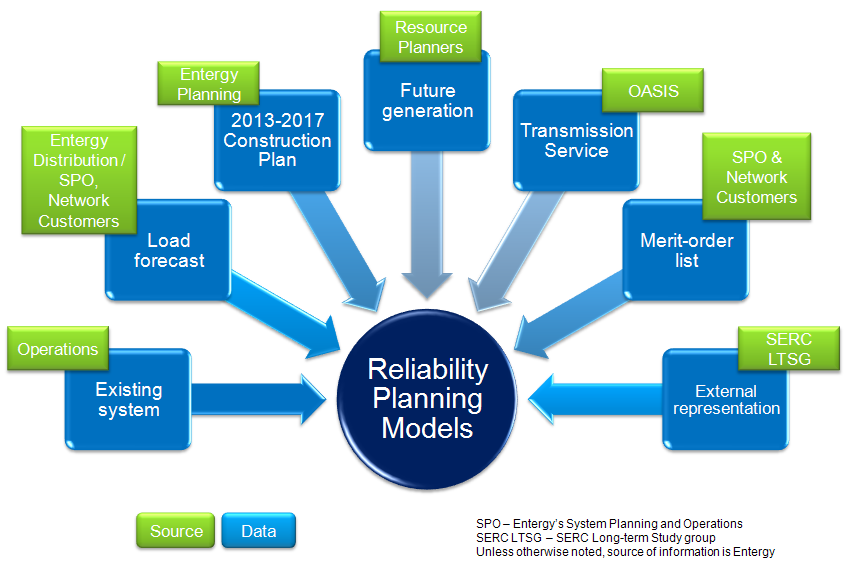 Resource
Planners
Future
generation
Entergy
Planning
2013-2017
Construction
Plan
OASIS
Transmission
Service
Entergy
Distribution /
SPO,
Network
Customers
Load
forecast
SPO &
Network
Customers
Merit-order
list
Operations
Existing
system
Reliability
Planning
Models
SERC
LTSG
External
representation
Source
Data
SPO – Entergy's System Planning and Operations
SERC LTSG – SERC Long-term Study group
Unless otherwise noted, source of information is Entergy